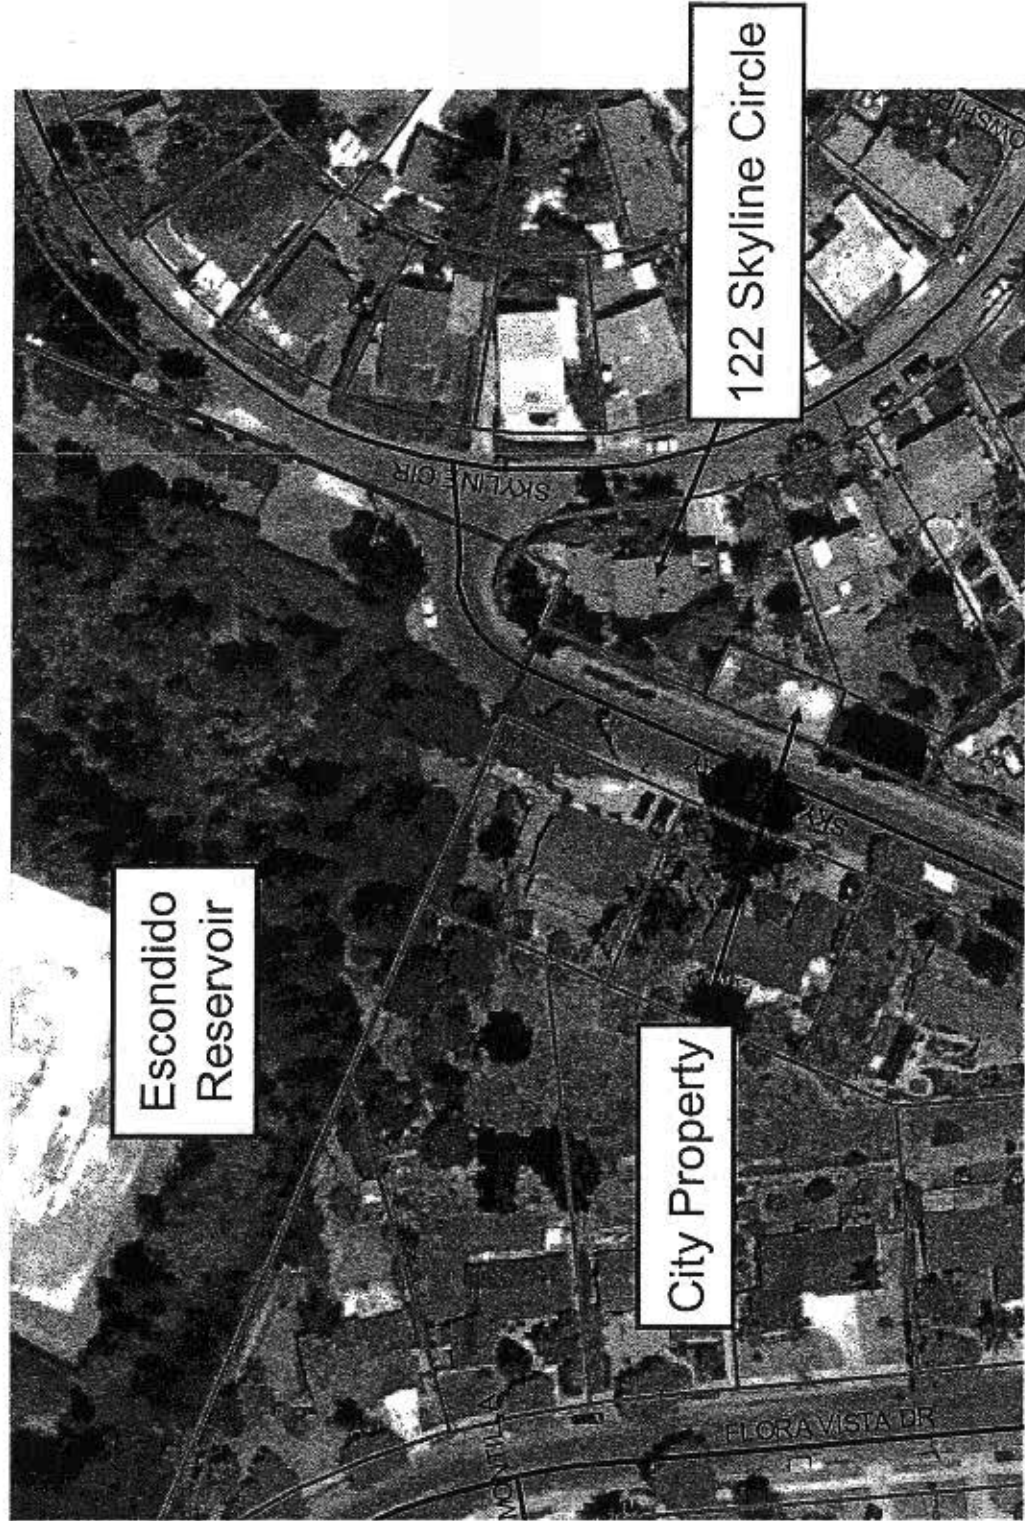 Escondido
Reservoir
122 Skyline Circle
City Property
SKYLINE CIR
FLORA VISTA DR